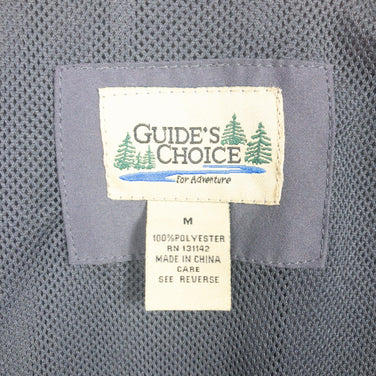 GUIDE'S
CHOICE
for Adventure
M
100% POLYESTER
RN 131142
MADE IN CHINA
CARE
SEE REVERSE